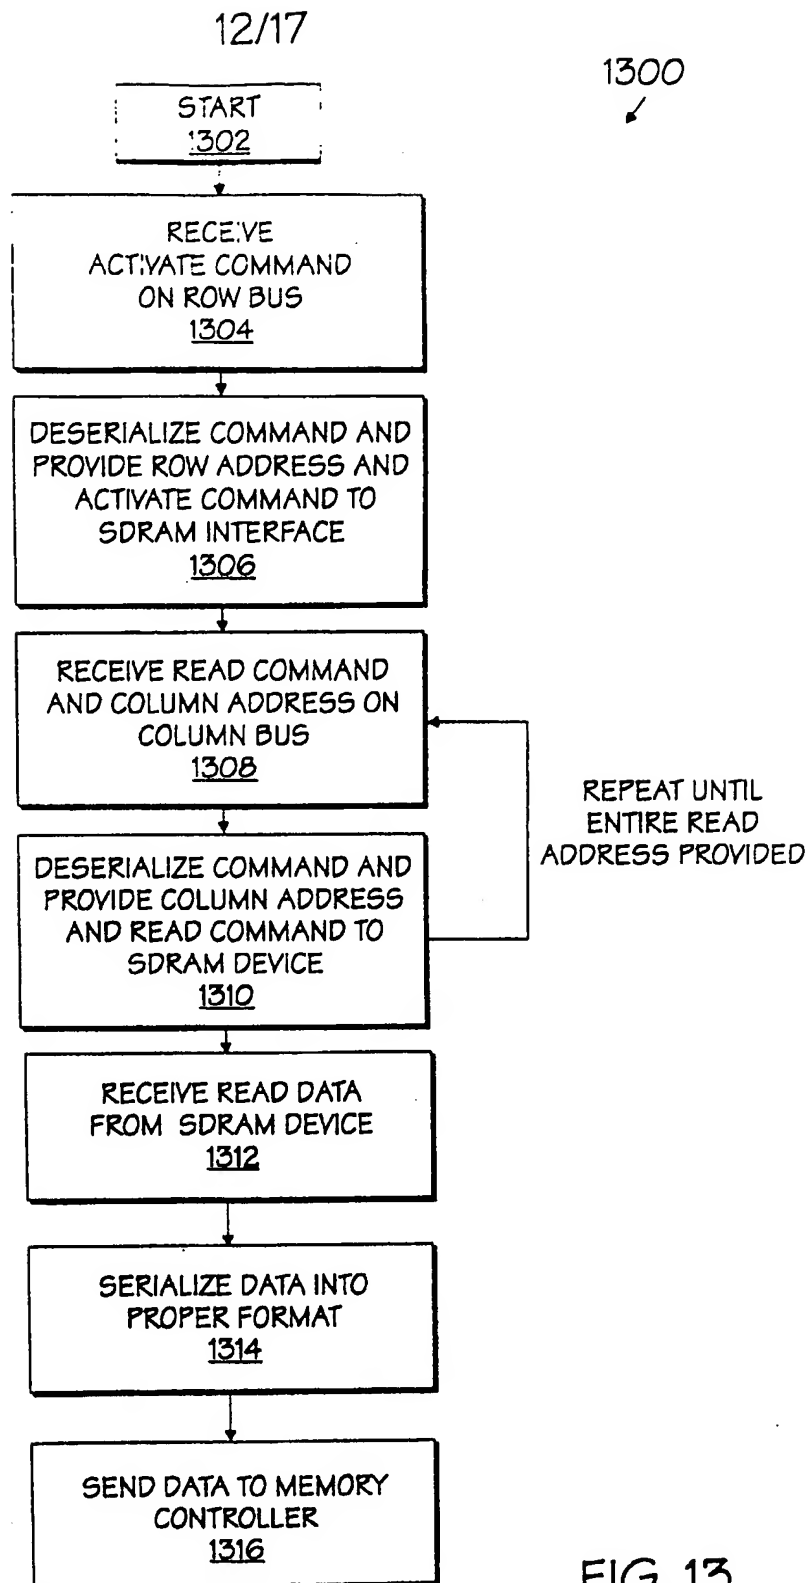 12/17
1300
START
1302
RECEIVE
ACTIVATE COMMAND
ON ROW BUS
1304
DESERIALIZE COMMAND AND
PROVIDE ROW ADDRESS AND
ACTIVATE COMMAND TO
SDRAM INTERFACE
1306
RECEIVE READ COMMAND
AND COLUMN ADDRESS ON
COLUMN BUS
1308
REPEAT UNTIL
ENTIRE READ
ADDRESS PROVIDED
DESERIALIZE COMMAND AND
PROVIDE COLUMN ADDRESS
AND READ COMMAND TO
SDRAM DEVICE
1310
RECEIVE READ DATA
FROM SDRAM DEVICE
1312
SERIALIZE DATA INTO
PROPER FORMAT
1314
SEND DATA TO MEMORY
CONTROLLER
1316
FIG. 13